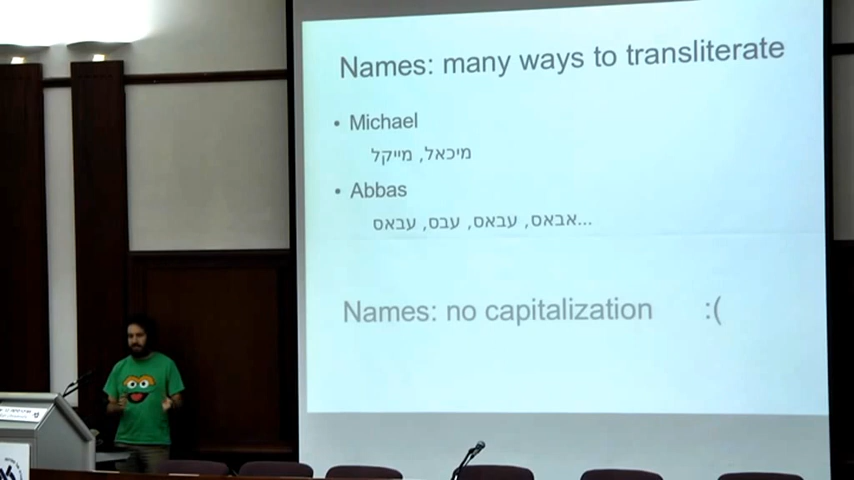 Names: many ways to transliterate
• Michael
מיכאל, מייקל
• Abbas
אבאס, עבאס, עבס, עבאס...
Names: no capitalization :(